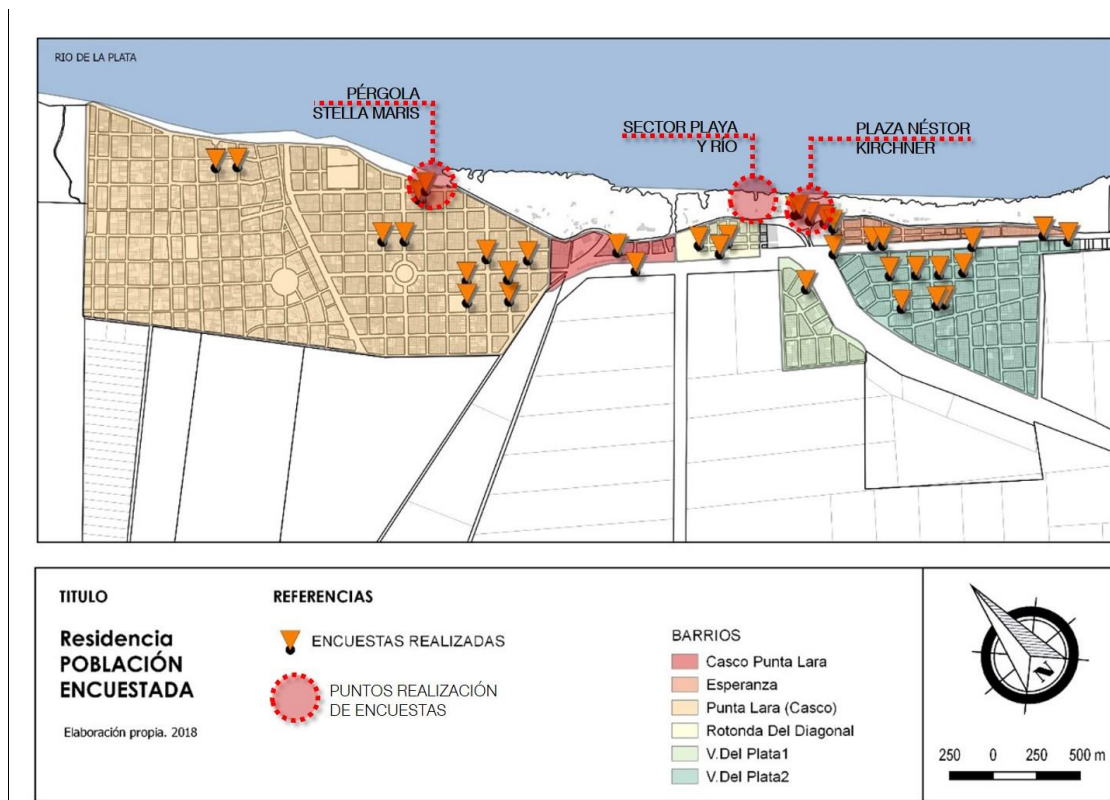 RIO DE LA PLATA
PÉRGOLA
STELLA MARIS
SECTOR PLAYA
Y RÍO
PLAZA NÉSTOR
KIRCHNER
TITULO
Residencia
POBLACIÓN
ENCUESTADA
Elaboración propia. 2018
REFERENCIAS
ENCUESTAS REALIZADAS
PUNTOS REALIZACIÓN
DE ENCUESTAS
BARRIOS
Casco Punta Lara
Esperanza
Punta Lara (Casco)
Rotonda Del Diagonal
V.Del Plata1
V.Del Plata2
N
250 0 250 500 m